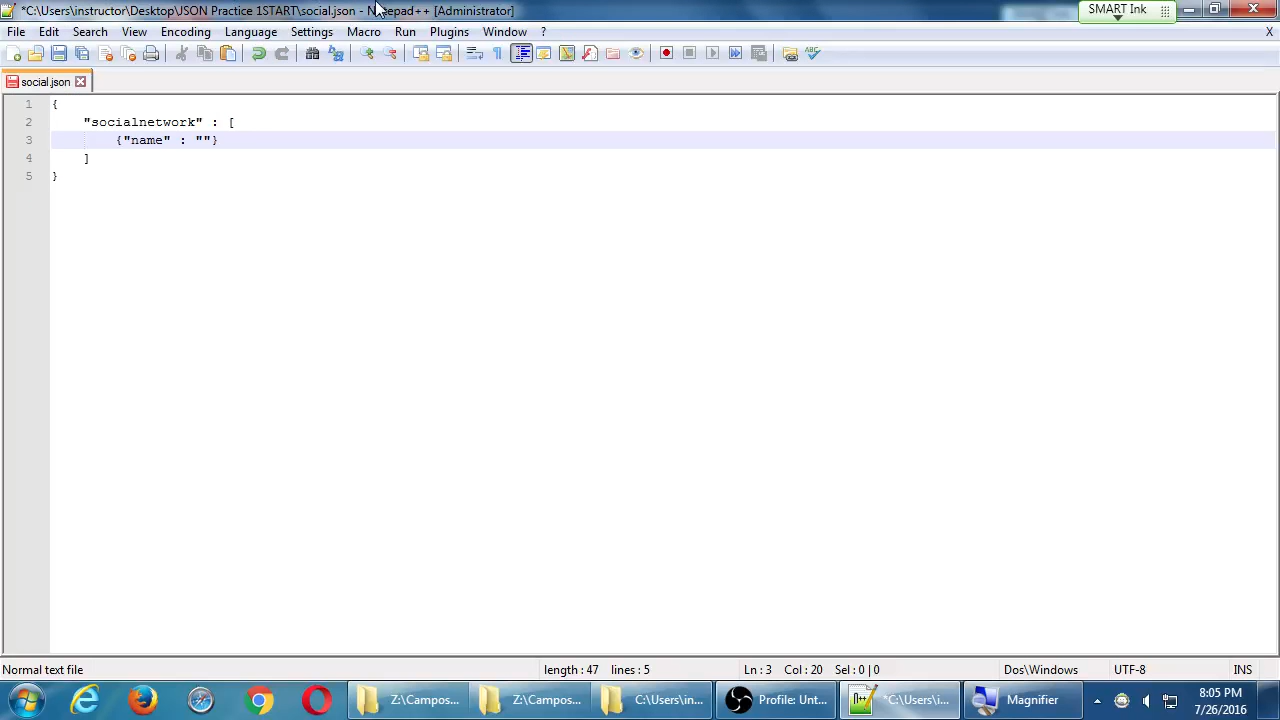 *C:\Users\instructor\Desktop\JSON Practice 1START\social.json - Notepad++ [Administrator]
SMART Ink
File Edit Search View Encoding Language Settings Macro Run Plugins Window ? X
social.json
1 {
2 "socialnetwork" : [
3 {"name" : ""}
4 ]
5 }
Normal text file length : 47 lines : 5 Ln : 3 Col : 20 Sel : 0 | 0 Dos\Windows UTF-8 INS
Z:\Campos... Z:\Campos... C:\Users\in... Profile: Unt... *C:\Users\i... Magnifier 8:05 PM
7/26/2016